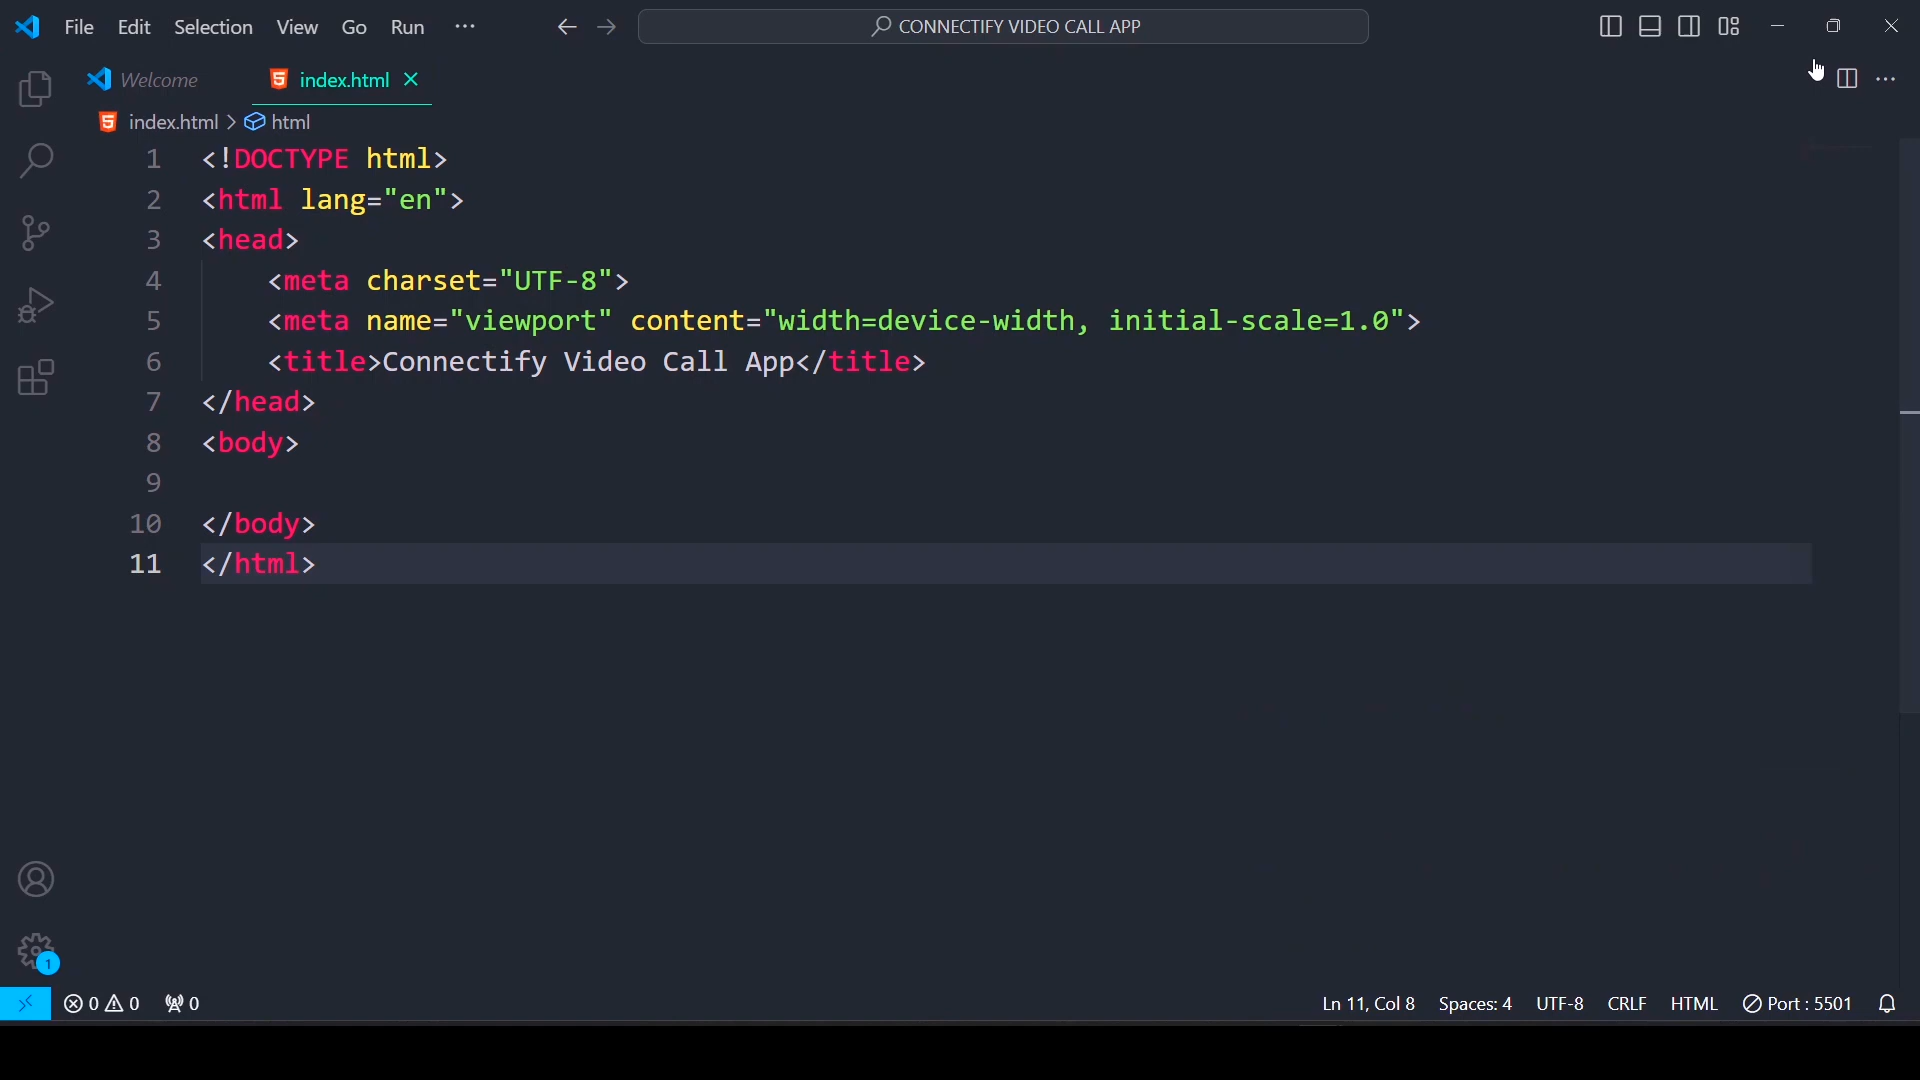 File Edit Selection View Go Run ··· CONNECTIFY VIDEO CALL APP
Welcome index.html
index.html > html
1 <!DOCTYPE html>
2 <html lang="en">
3 <head>
4     <meta charset="UTF-8">
5     <meta name="viewport" content="width=device-width, initial-scale=1.0">
6     <title>Connectify Video Call App</title>
7 </head>
8 <body>
9
10 </body>
11 </html>
1
0 0 0 Ln 11, Col 8 Spaces: 4 UTF-8 CRLF HTML Port : 5501